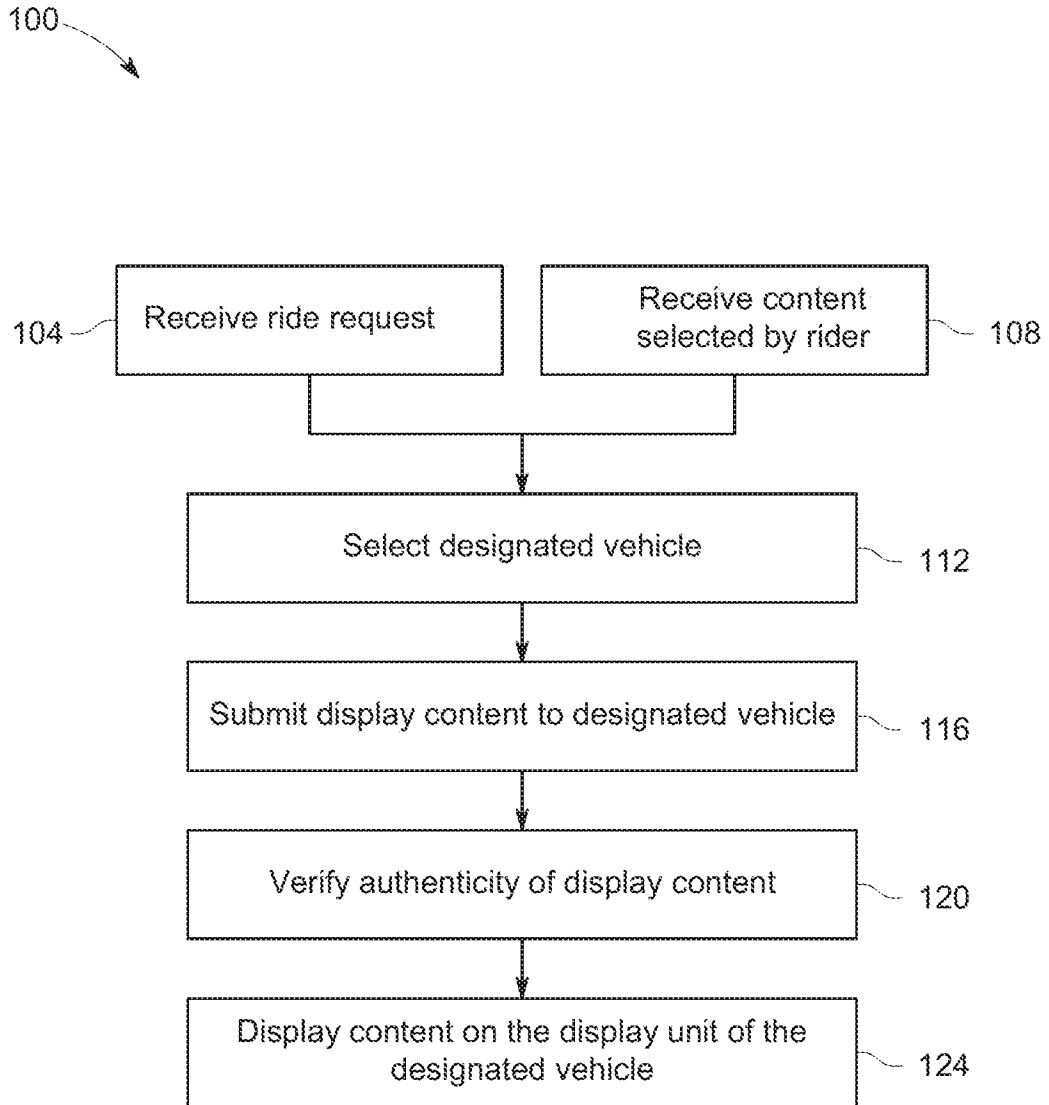 100
104
Receive ride request
Receive content
selected by rider
108
Select designated vehicle
112
Submit display content to designated vehicle
116
Verify authenticity of display content
120
Display content on the display unit of the
designated vehicle
124